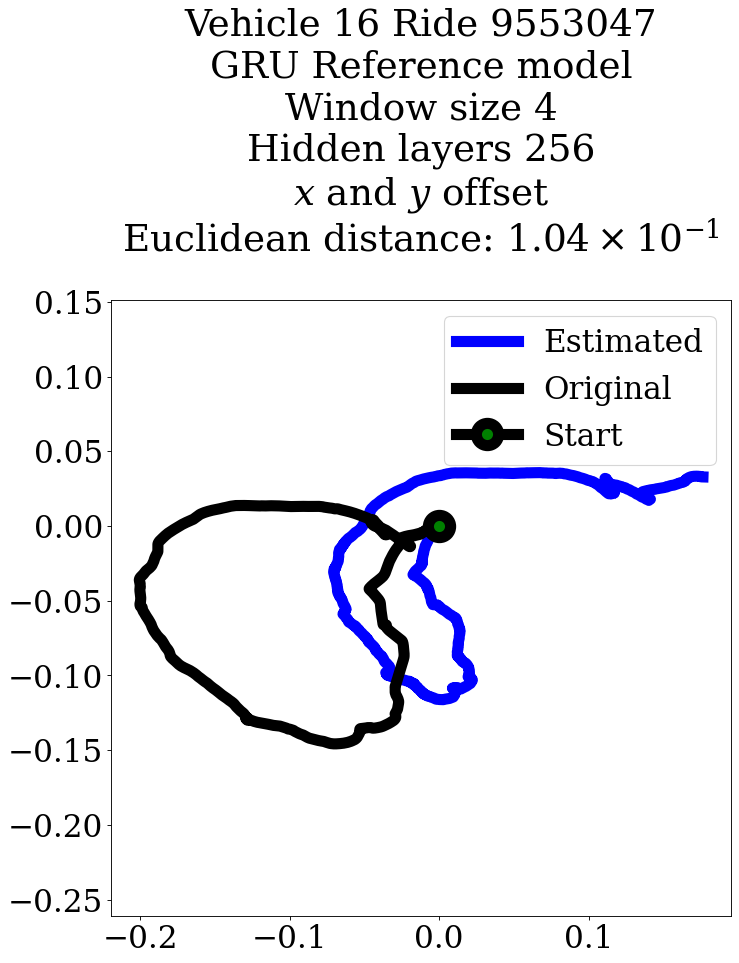 Vehicle 16 Ride 9553047
GRU Reference model
Window size 4
Hidden layers 256
x and y offset
Euclidean distance: 1.04 × 10⁻¹
Estimated
Original
Start
0.15
0.10
0.05
0.00
−0.05
−0.10
−0.15
−0.20
−0.25
−0.2 −0.1 0.0 0.1